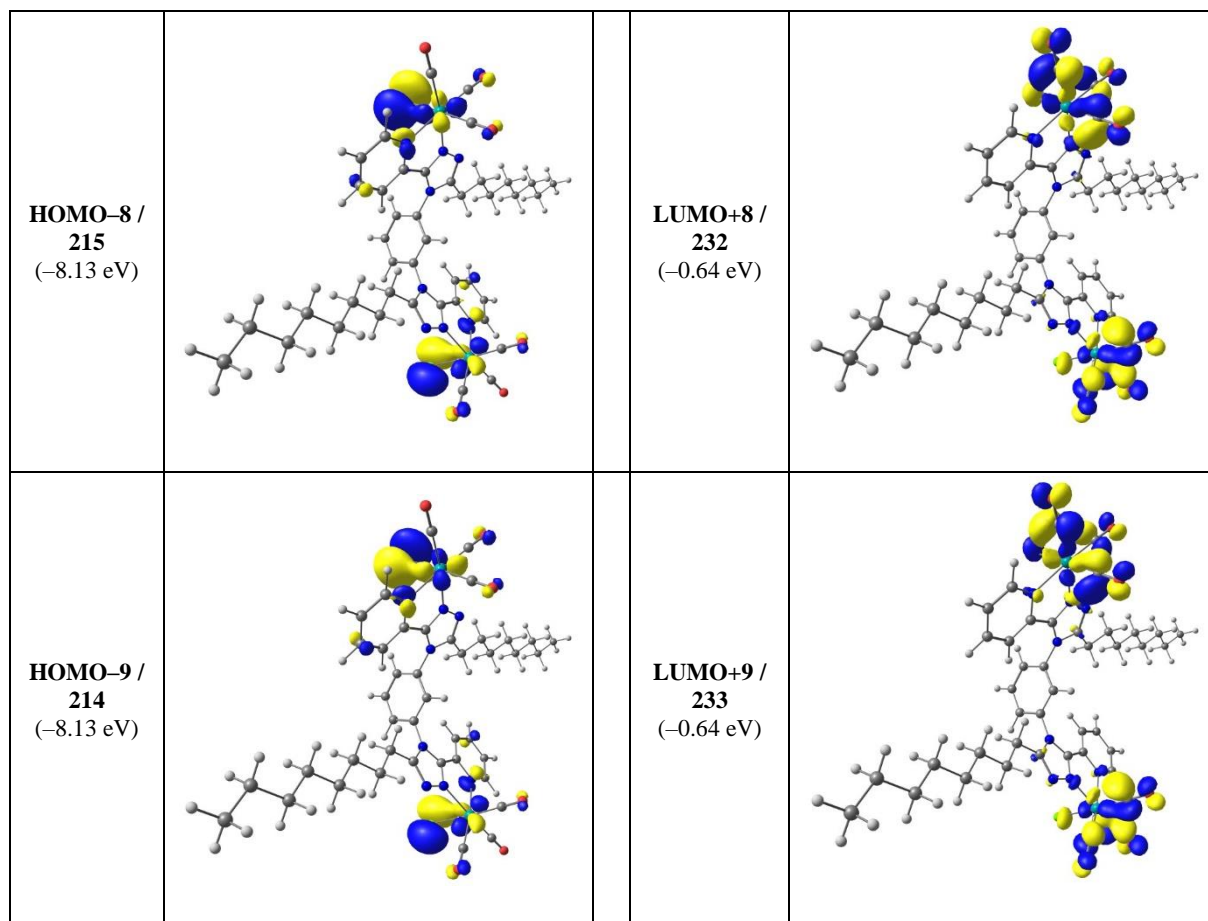 HOMO–8 /
215
(–8.13 eV)
LUMO+8 /
232
(–0.64 eV)
HOMO–9 /
214
(–8.13 eV)
LUMO+9 /
233
(–0.64 eV)